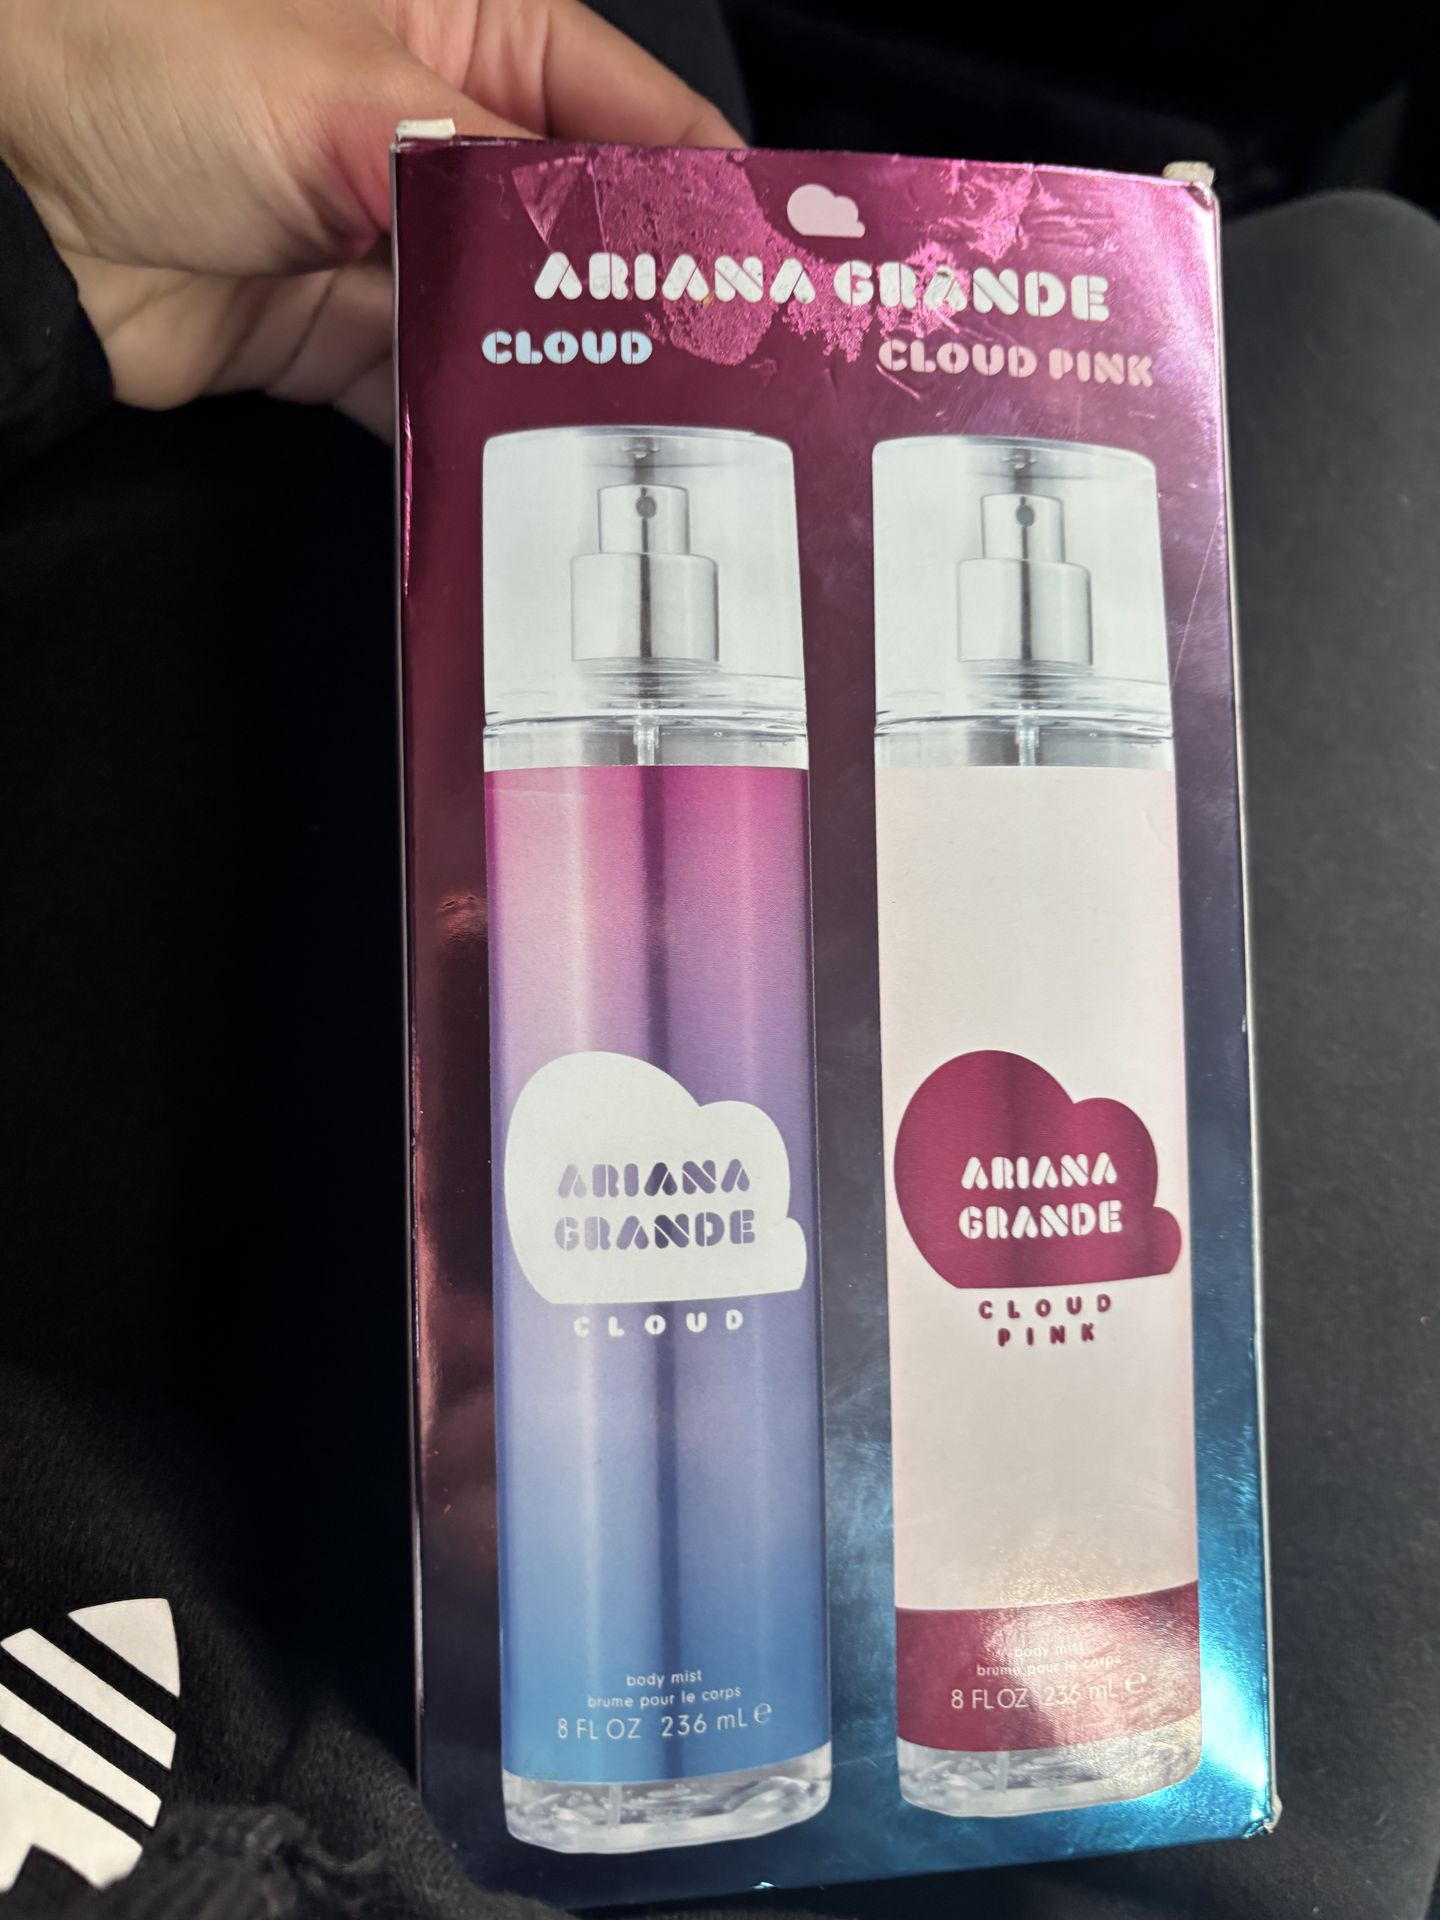 ARIANA GRANDE
CLOUD
CLOUD PINK
ARIANA
GRANDE
CLOUD
body mist
brume pour le corps
8 FL OZ 236 mL e
ARIANA
GRANDE
CLOUD
PINK
body mist
brume pour le corps
8 FL OZ 236 mL e